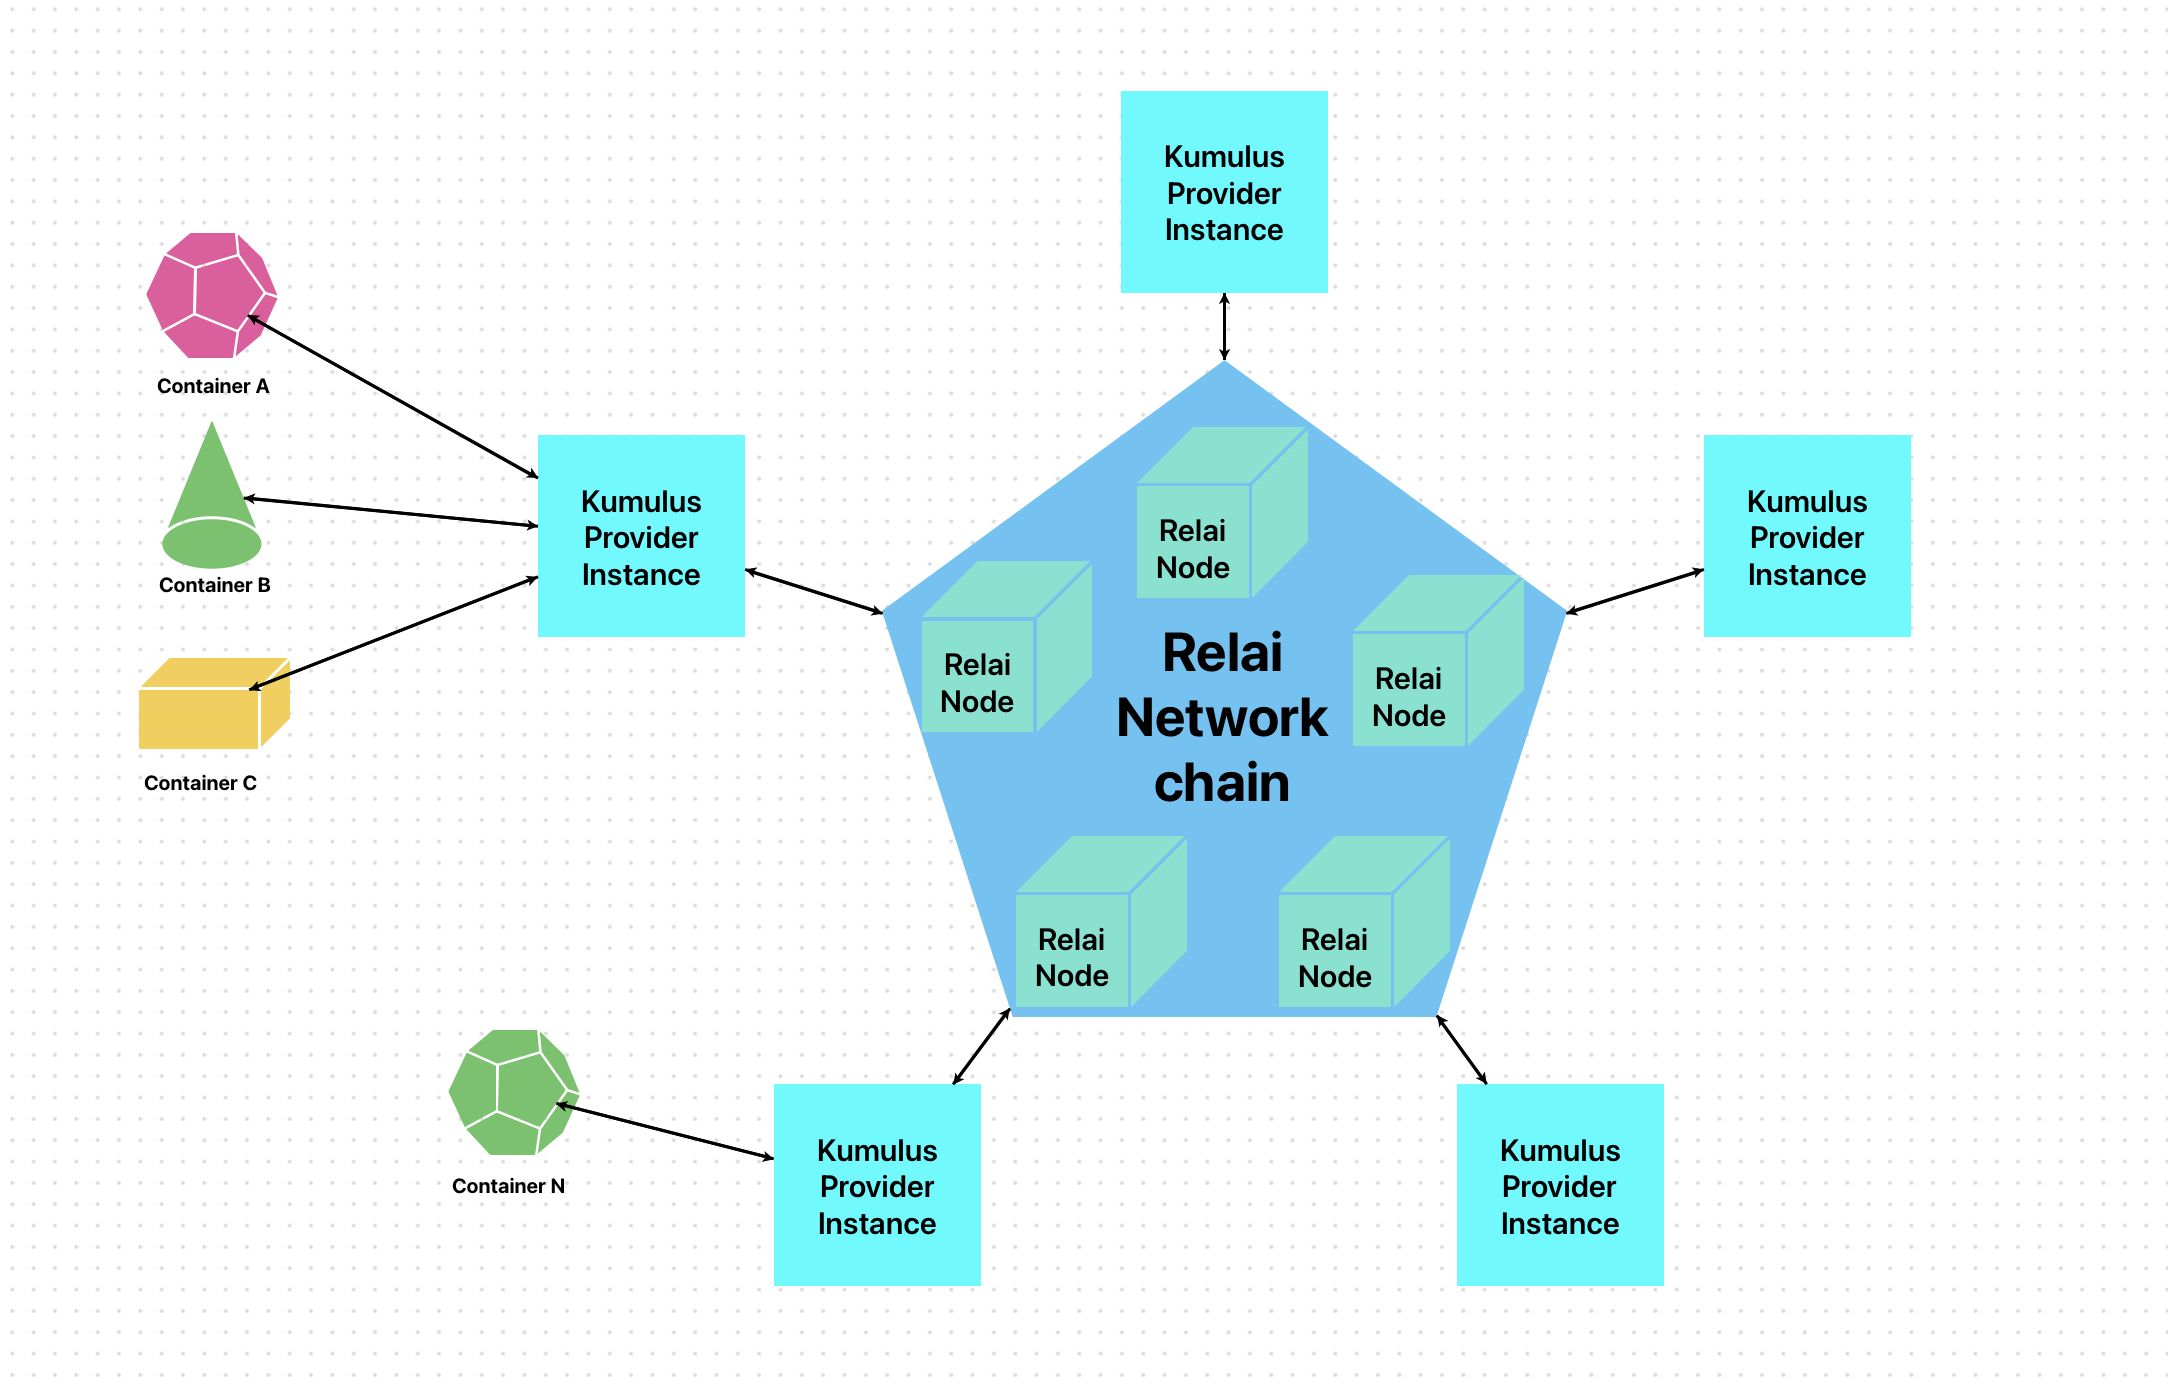 Kumulus
Provider
Instance
Container A
Kumulus
Provider
Instance
Kumulus
Provider
Instance
Relai
Node
Container B
Relai
Node
Relai
Node
Relai
Network
chain
Container C
Relai
Node
Relai
Node
Container N
Kumulus
Provider
Instance
Kumulus
Provider
Instance